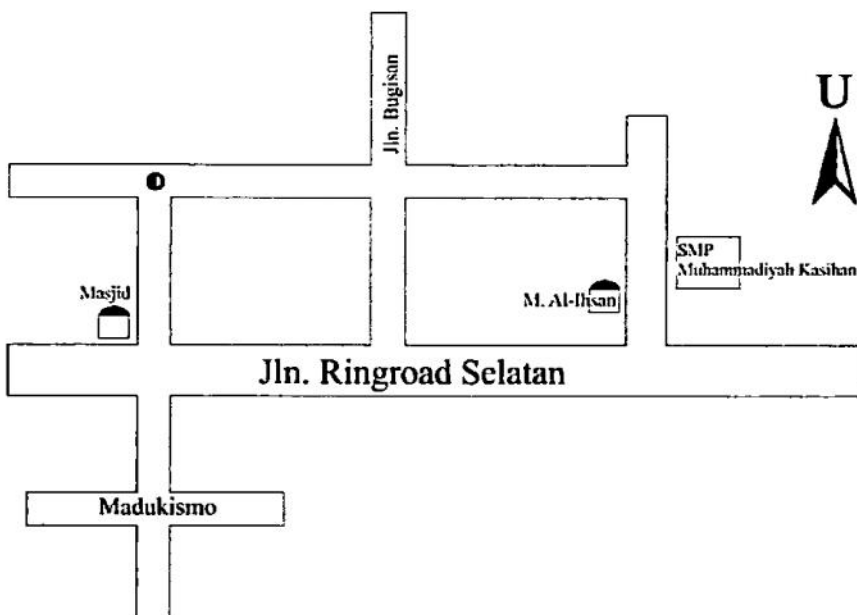 Jln. Bugisan
U
SMP
Muhammadiyah Kasihan
Masjid
M. Al-Ihsan
Jln. Ringroad Selatan
Madukismo